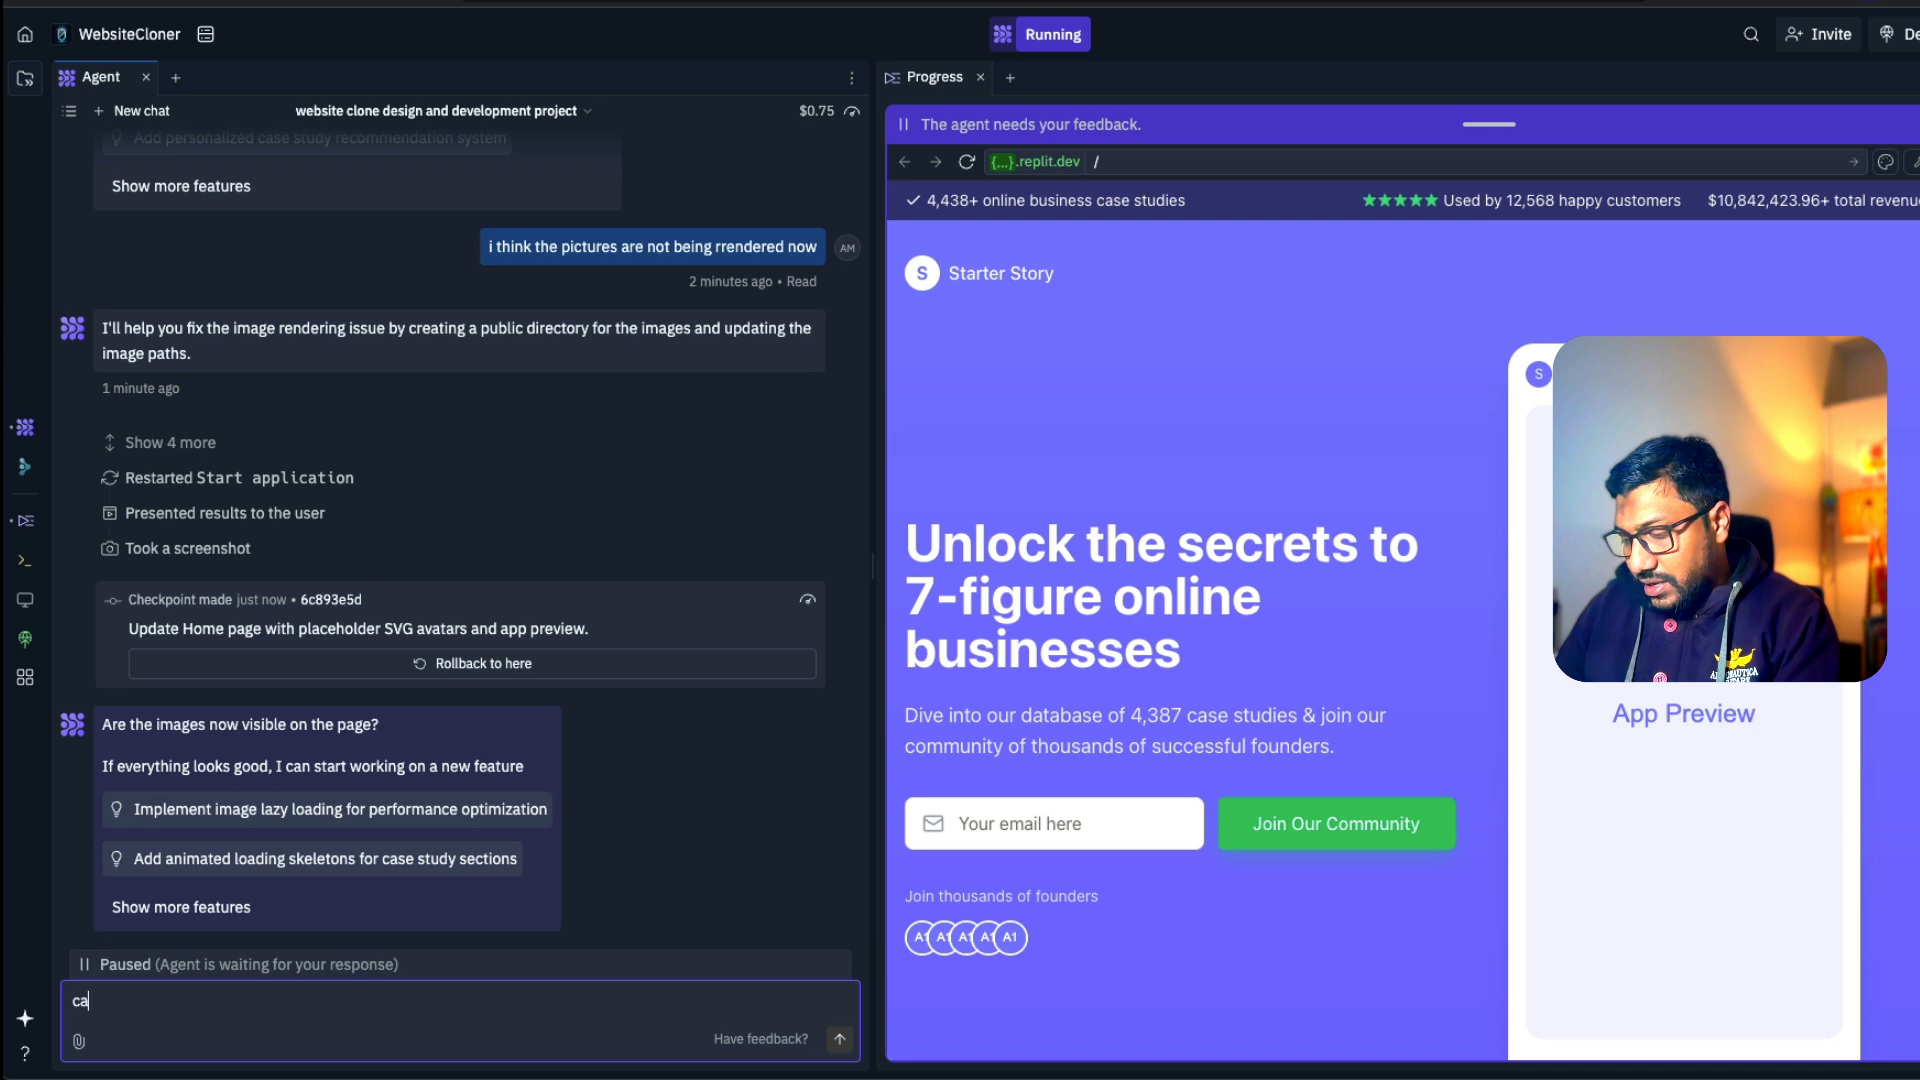 WebsiteCloner
Running
Invite
Agent
Progress
New chat
website clone design and development project
$0.75
Add personalized case study recommendation system
Show more features
i think the pictures are not being rrendered now
AM
2 minutes ago • Read
I'll help you fix the image rendering issue by creating a public directory for the images and updating the
image paths.
1 minute ago
Show 4 more
Restarted Start application
Presented results to the user
Took a screenshot
Checkpoint made just now • 6c893e5d
Update Home page with placeholder SVG avatars and app preview.
Rollback to here
Are the images now visible on the page?
If everything looks good, I can start working on a new feature
Implement image lazy loading for performance optimization
Add animated loading skeletons for case study sections
Show more features
Paused (Agent is waiting for your response)
ca
Have feedback?
?
The agent needs your feedback.
{...}.replit.dev /
4,438+ online business case studies
Used by 12,568 happy customers
$10,842,423.96+ total revenu
S Starter Story
S
Unlock the secrets to
7-figure online
businesses
Dive into our database of 4,387 case studies & join our
community of thousands of successful founders.
Your email here
Join Our Community
Join thousands of founders
A1 A1 A1 A1 A1
App Preview